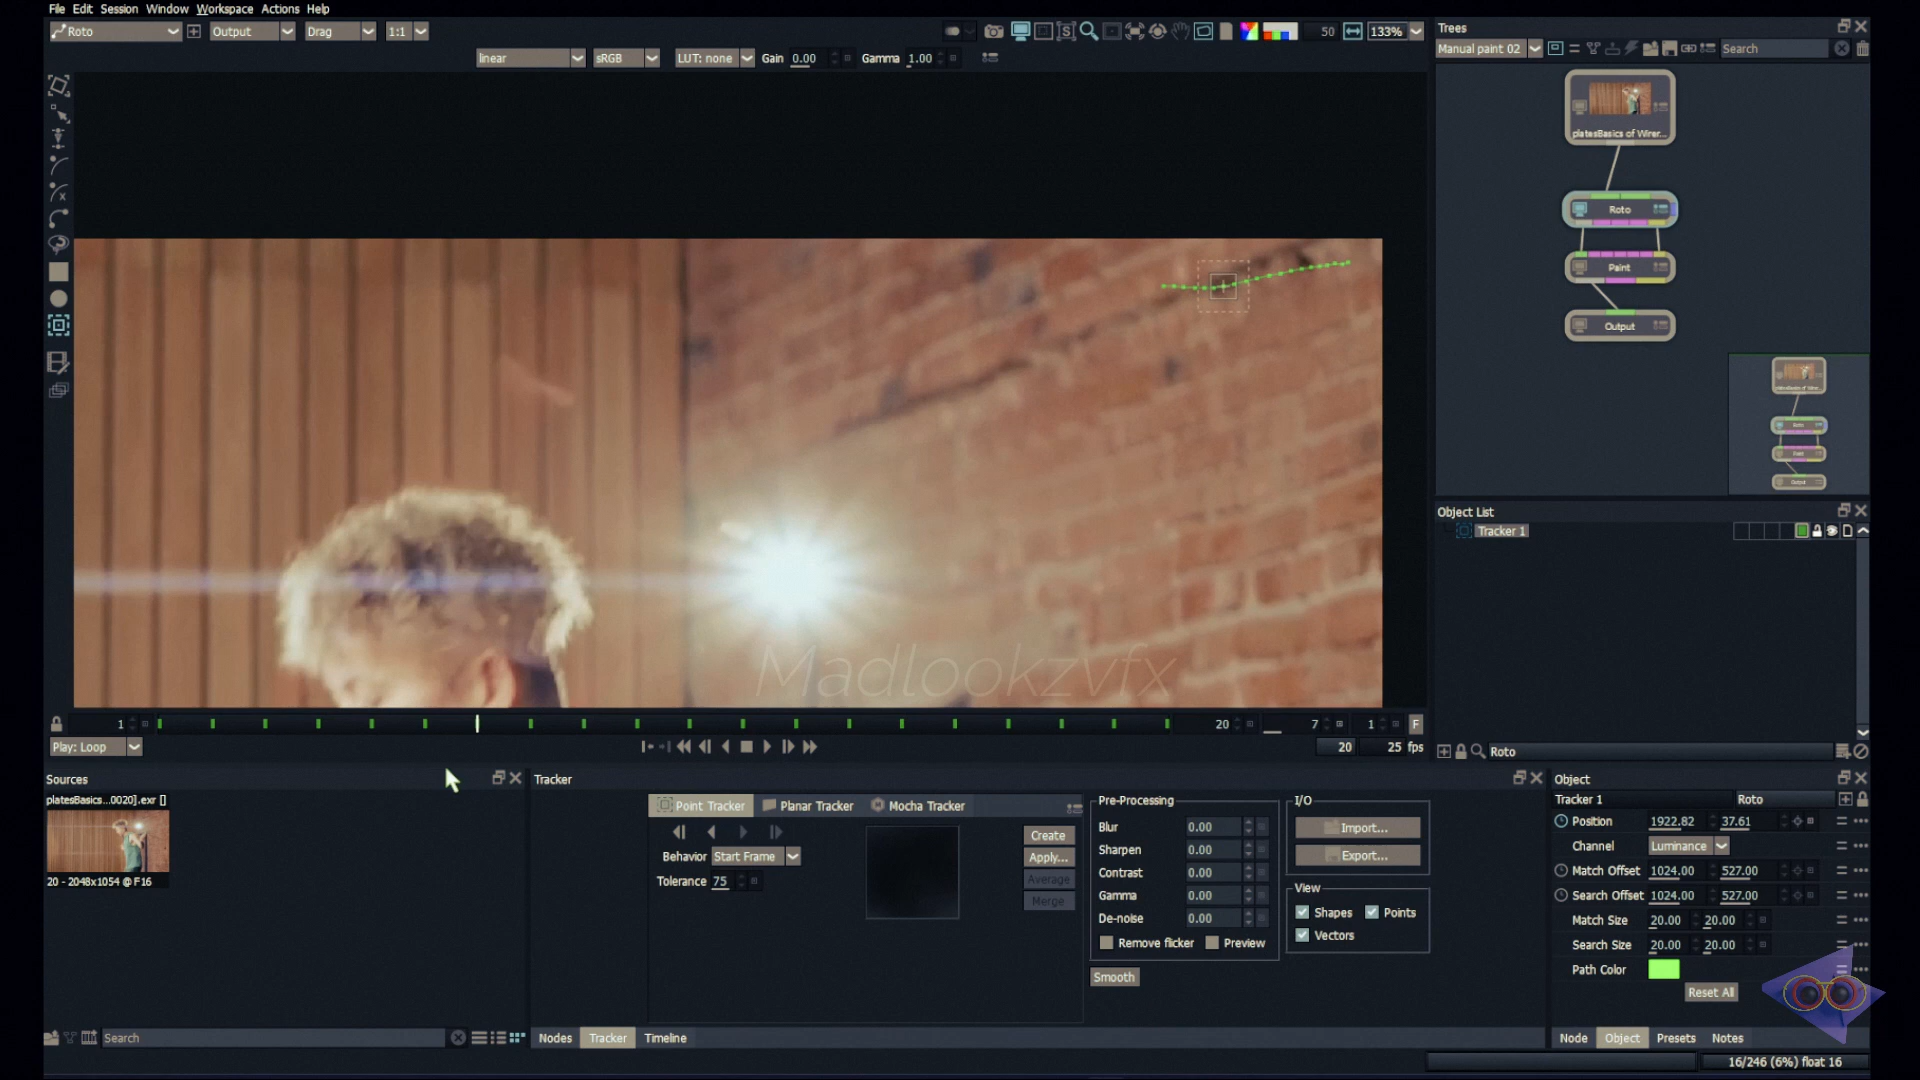 File Edit Session Window Workspace Actions Help
Roto Output Drag 1:1 50 133%
linear sRGB LUT: none Gain 0.00 Gamma 1.00
Trees
Manual paint 02 Search
platesBasics of Wirer...
Roto
Paint
Output
Roto
Paint
Output
Object List
Tracker 1
Madlookzvfx
1 20 7 1 F
Play: Loop 20 25 fps
Roto
Sources
platesBasics...0020].exr []
20 - 2048x1054 @ F16
Search
Tracker
Point Tracker Planar Tracker Mocha Tracker
Behavior Start Frame
Tolerance 75
Create
Apply...
Average
Merge
Pre-Processing
Blur 0.00
Sharpen 0.00
Contrast 0.00
Gamma 0.00
De-noise 0.00
Remove flicker Preview
Smooth
I/O
Import...
Export...
View
Shapes Points
Vectors
Nodes Tracker Timeline
Object
Tracker 1 Roto
Position 1922.82 37.61
Channel Luminance
Match Offset 1024.00 527.00
Search Offset 1024.00 527.00
Match Size 20.00 20.00
Search Size 20.00 20.00
Path Color
Reset All
Node Object Presets Notes
16/246 (6%) float 16